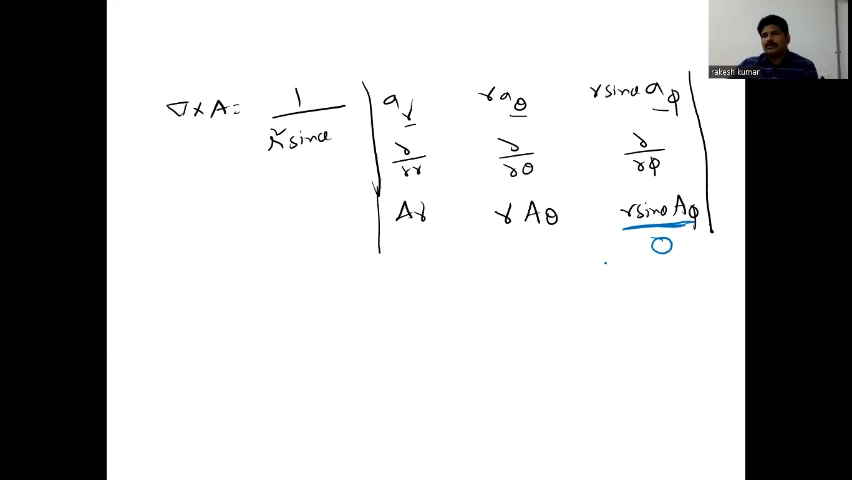 rakesh kumar
∇ × A = 1 / r² sinθ | a_r   r a_θ   r sinθ a_φ |
| ∂/∂r   ∂/∂θ   ∂/∂φ |
| A_r   r A_θ   r sinθ A_φ |
0